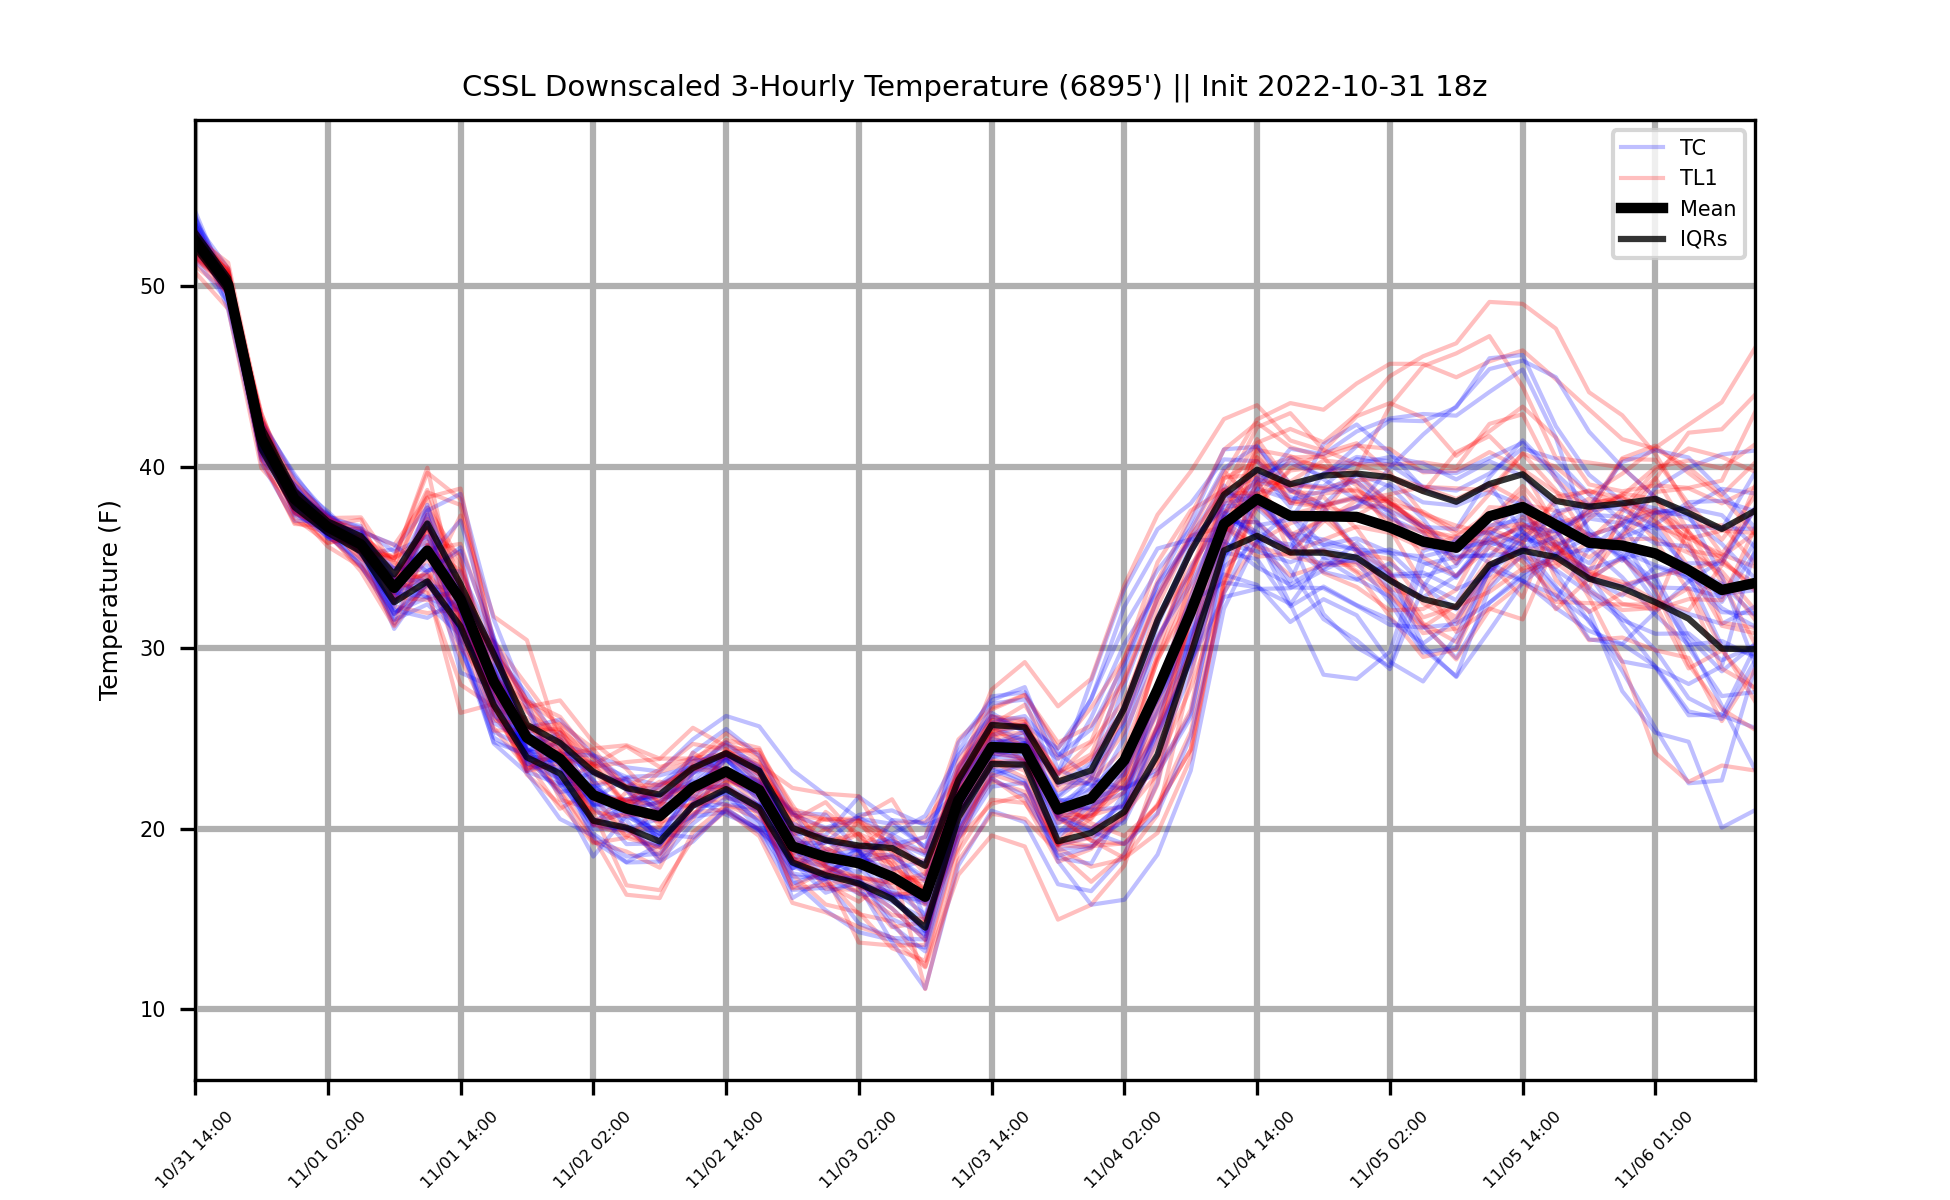 CSSL Downscaled 3-Hourly Temperature (6895') || Init 2022-10-31 18z
TC
TL1
Mean
IQRs
Temperature (F)
50
40
30
20
10
10/31 14:00
11/01 02:00
11/01 14:00
11/02 02:00
11/02 14:00
11/03 02:00
11/03 14:00
11/04 02:00
11/04 14:00
11/05 02:00
11/05 14:00
11/06 01:00